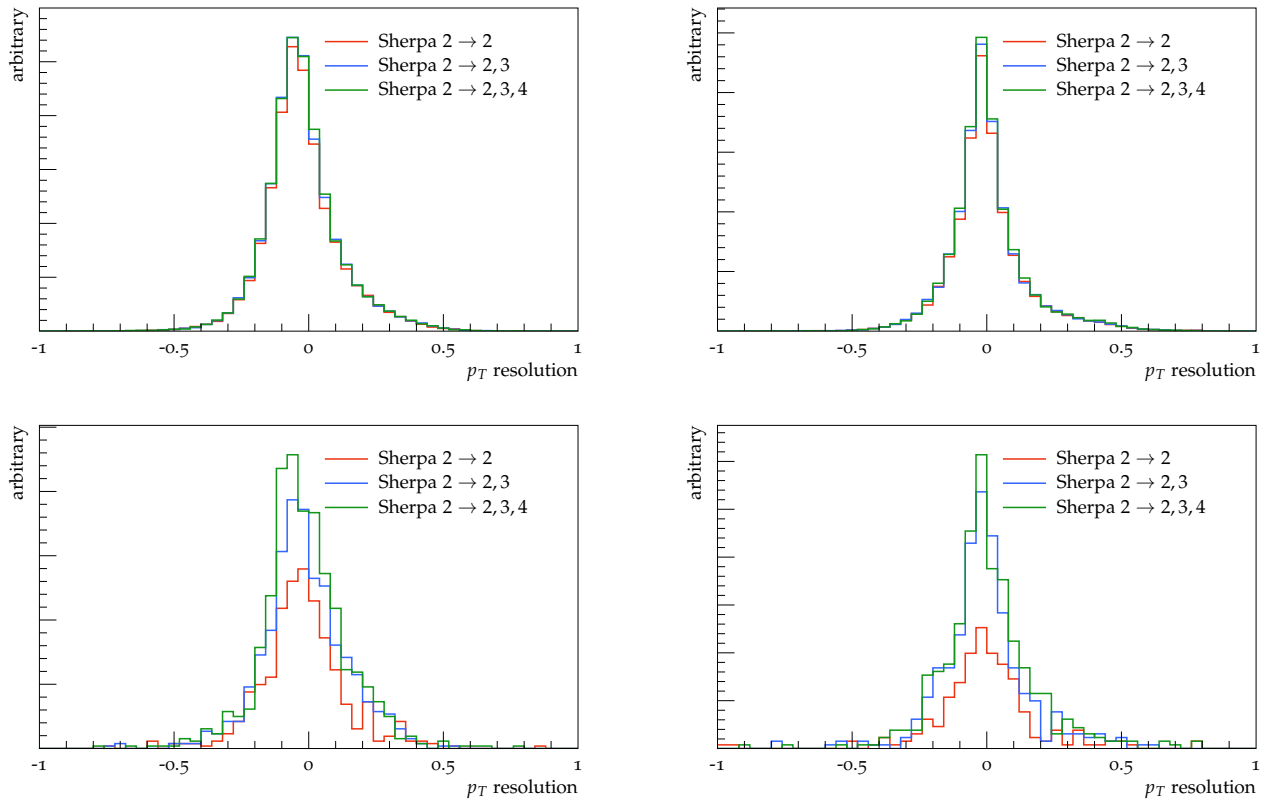 arbitrary
Sherpa 2 → 2
Sherpa 2 → 2, 3
Sherpa 2 → 2, 3, 4
-1 -0.5 0 0.5 1
p_T resolution
arbitrary
Sherpa 2 → 2
Sherpa 2 → 2, 3
Sherpa 2 → 2, 3, 4
-1 -0.5 0 0.5 1
p_T resolution
arbitrary
Sherpa 2 → 2
Sherpa 2 → 2, 3
Sherpa 2 → 2, 3, 4
-1 -0.5 0 0.5 1
p_T resolution
arbitrary
Sherpa 2 → 2
Sherpa 2 → 2, 3
Sherpa 2 → 2, 3, 4
-1 -0.5 0 0.5 1
p_T resolution